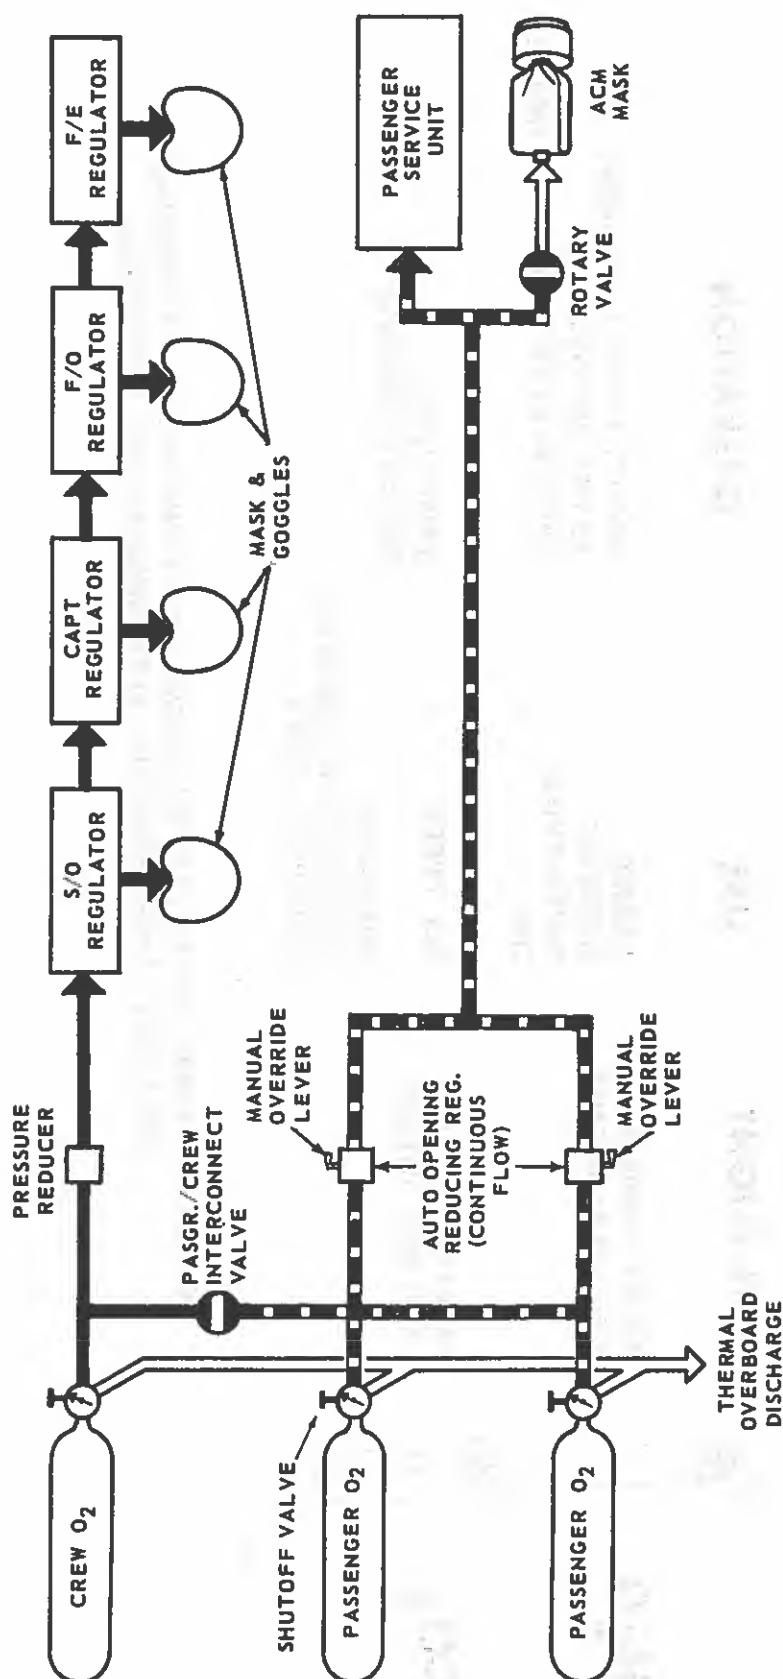 CREW O2
PASSENGER O2
PASSENGER O2
SHUTOFF VALVE
THERMAL
OVERBOARD
DISCHARGE
PRESSURE
REDUCER
PASGR./CREW
INTERCONNECT
VALVE
MANUAL
OVERRIDE
LEVER
AUTO OPENING
REDUCING REG.
(CONTINUOUS
FLOW)
MANUAL
OVERRIDE
LEVER
S/O
REGULATOR
CAPT
REGULATOR
F/O
REGULATOR
F/E
REGULATOR
MASK &
GOGGLES
PASSENGER
SERVICE
UNIT
ROTARY
VALVE
ACM
MASK